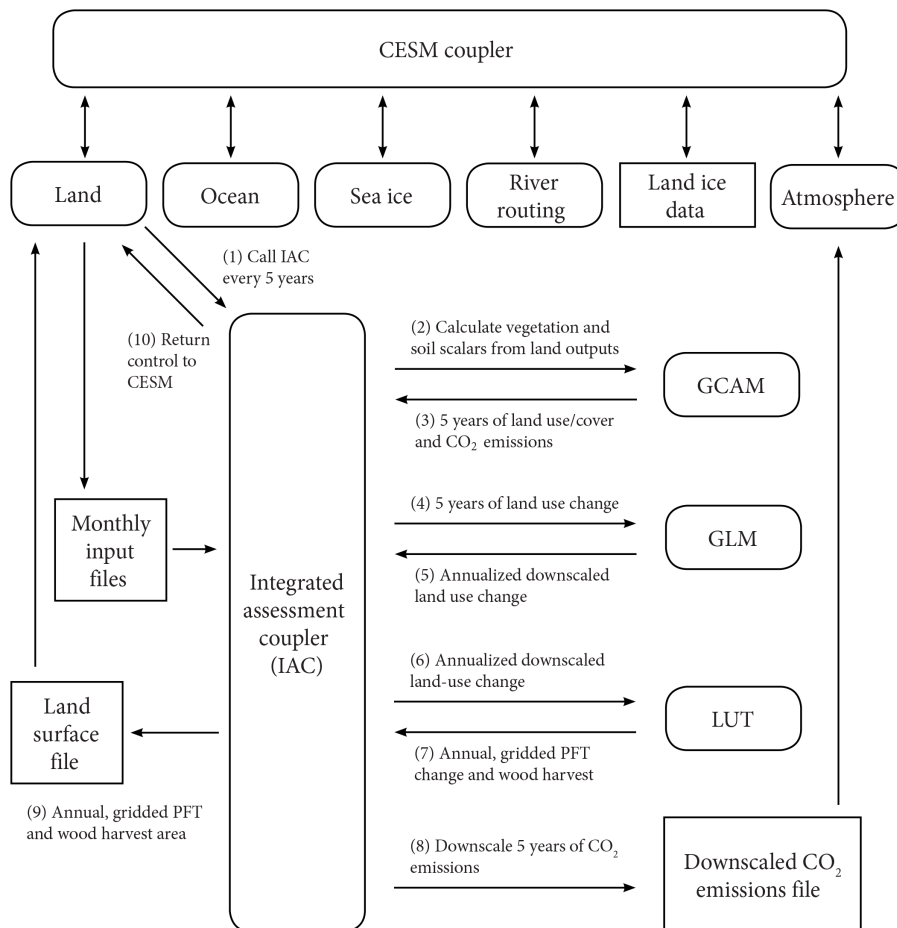 CESM coupler
Land
Ocean
Sea ice
River
routing
Land ice
data
Atmosphere
(1) Call IAC
every 5 years
(10) Return
control to
CESM
(2) Calculate vegetation and
soil scalars from land outputs
GCAM
(3) 5 years of land use/cover
and CO₂ emissions
Monthly
input
files
(4) 5 years of land use change
GLM
(5) Annualized downscaled
land use change
Integrated
assessment
coupler
(IAC)
(6) Annualized downscaled
land-use change
Land
surface
file
LUT
(7) Annual, gridded PFT
change and wood harvest
(9) Annual, gridded PFT
and wood harvest area
(8) Downscale 5 years of CO₂
emissions
Downscaled CO₂
emissions file